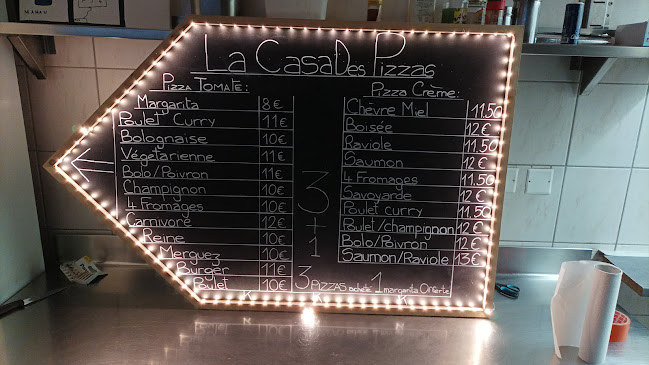 La Casa Des Pizzas
Pizza Tomate:
Margarita 8€
Poulet Curry 11€
Bolognaise 10€
Végétarienne 11€
Bolo/Poivron 11€
Champignon 10€
4 Fromages 10€
Carnivore 12€
Reine 10€
Merguez 10€
Burger 11€
Poulet 10€
3
+
1
Pizza Crème:
Chèvre Miel 11.50
Boisée 12€
Raviole 11.50
Saumon 12€
4 Fromages 11.50
Savoyarde 12€
Poulet curry 11.50
Poulet/champignon 12€
Bolo/Poivron 12€
Saumon/Raviole 13€
3 Pizzas acheté 1 margarita Offerte